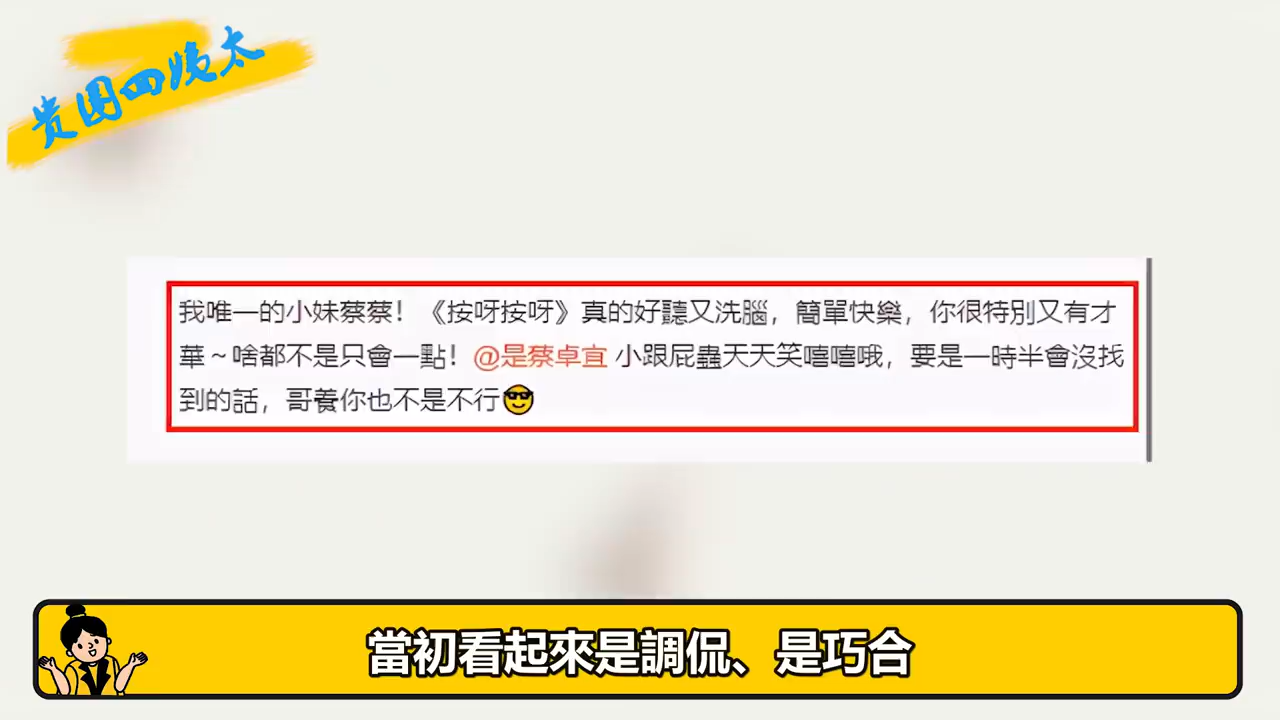 贵圈四姨太
我唯一的小妹蔡蔡！《按呀按呀》真的好聽又洗腦，簡單快樂，你很特別又有才
華～啥都不是只會一點！@是蔡卓宜 小跟屁蟲天天笑嘻嘻哦，要是一時半會沒找
到的話，哥養你也不是不行😎
當初看起來是調侃、是巧合